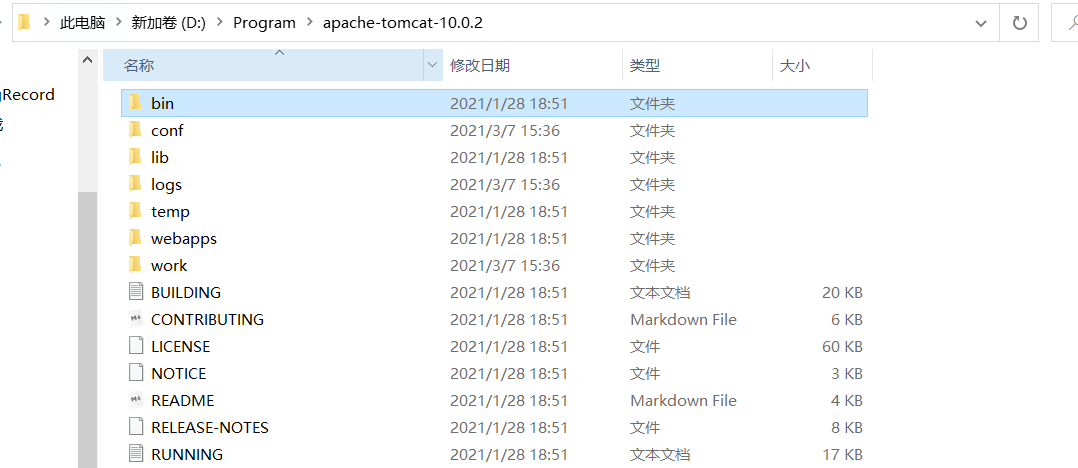 此电脑 > 新加卷 (D:) > Program > apache-tomcat-10.0.2
名称 修改日期 类型 大小
Record
bin 2021/1/28 18:51 文件夹
conf 2021/3/7 15:36 文件夹
lib 2021/1/28 18:51 文件夹
logs 2021/3/7 15:36 文件夹
temp 2021/1/28 18:51 文件夹
webapps 2021/1/28 18:51 文件夹
work 2021/3/7 15:36 文件夹
BUILDING 2021/1/28 18:51 文本文档 20 KB
CONTRIBUTING 2021/1/28 18:51 Markdown File 6 KB
LICENSE 2021/1/28 18:51 文件 60 KB
NOTICE 2021/1/28 18:51 文件 3 KB
README 2021/1/28 18:51 Markdown File 4 KB
RELEASE-NOTES 2021/1/28 18:51 文件 8 KB
RUNNING 2021/1/28 18:51 文本文档 17 KB